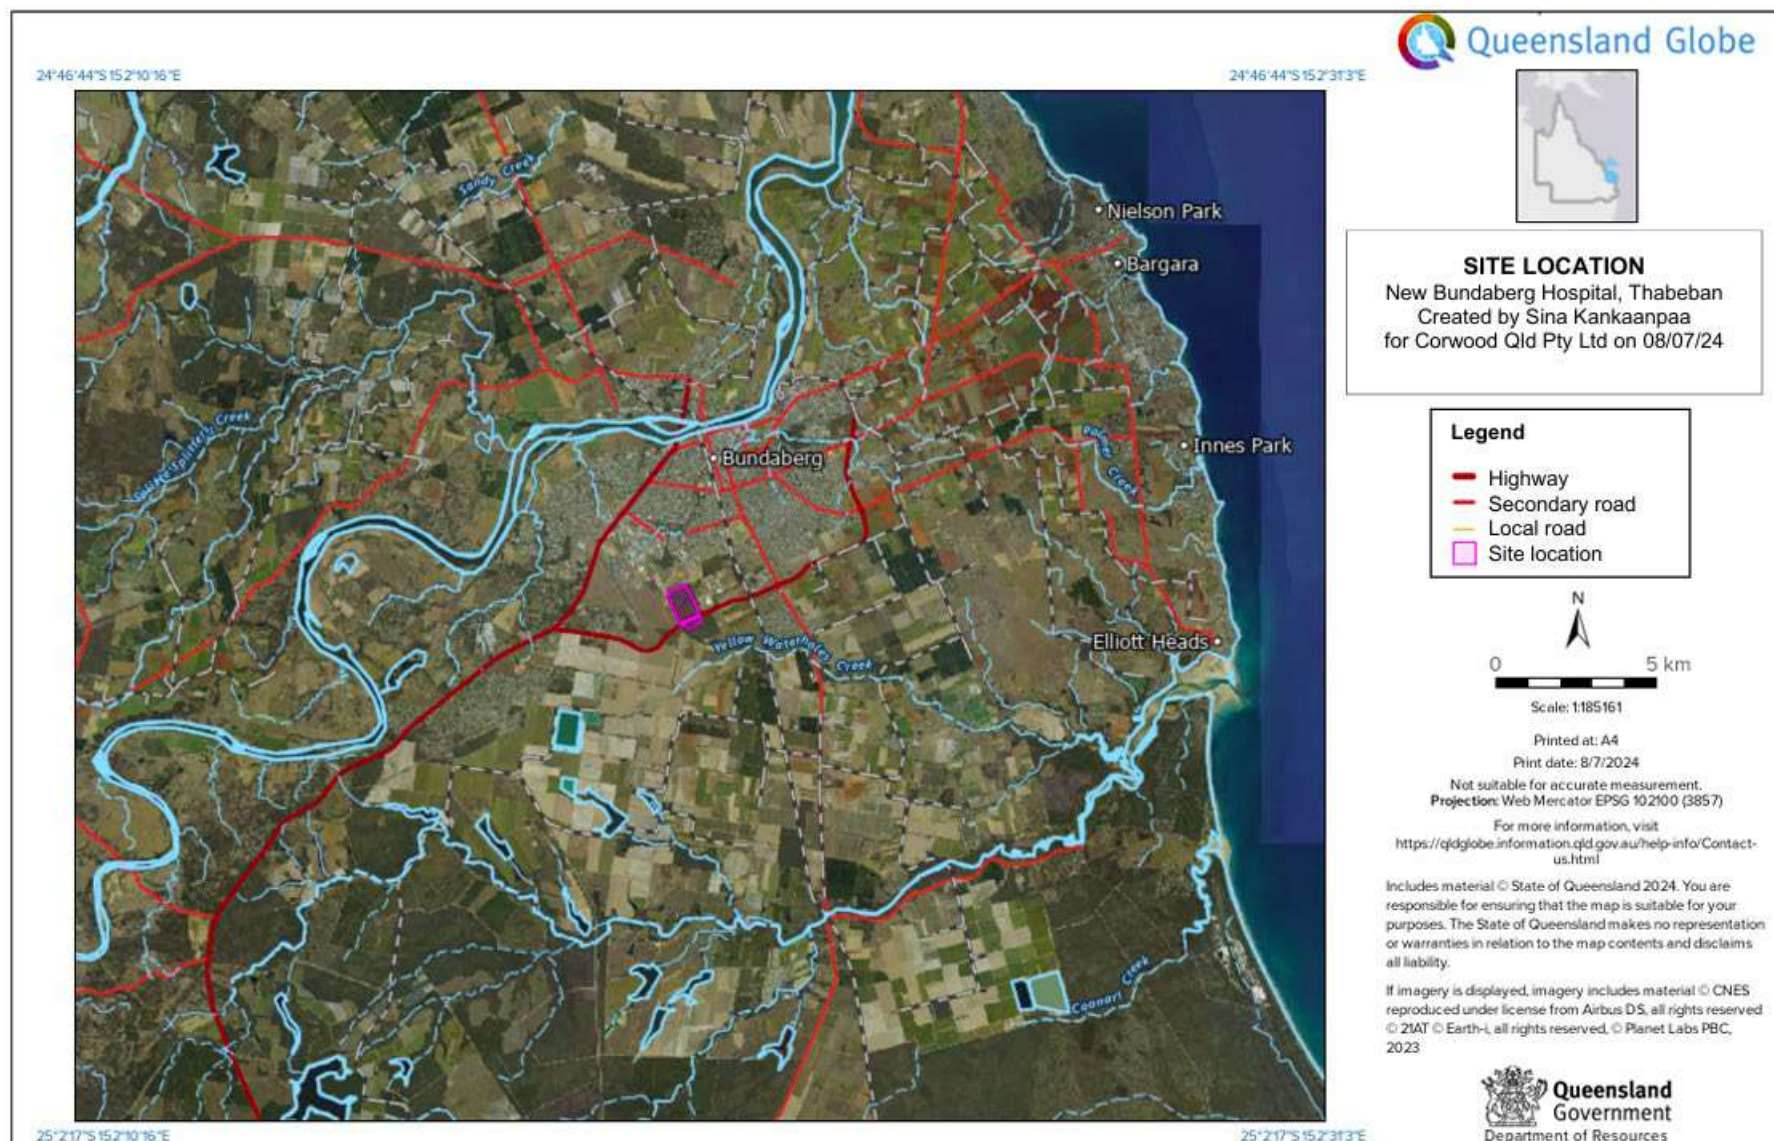 Queensland Globe
24°46'44"S 152°10'16"E
24°46'44"S 152°31'3"E
Sandy Creek
Nielson Park
Bargara
Splitters Creek
Bundaberg
Palmer Creek
Innes Park
Yellow Waterholes Creek
Elliott Heads
Coonarr Creek
25°2'17"S 152°10'16"E
25°2'17"S 152°31'3"E
SITE LOCATION
New Bundaberg Hospital, Thabeban
Created by Sina Kankaanpaa
for Corwood Qld Pty Ltd on 08/07/24
Legend
Highway
Secondary road
Local road
Site location
N
0 5 km
Scale: 1:185161
Printed at: A4
Print date: 8/7/2024
Not suitable for accurate measurement.
Projection: Web Mercator EPSG 102100 (3857)
For more information, visit
https://qldglobe.information.qld.gov.au/help-info/Contact-
us.html
Includes material © State of Queensland 2024. You are
responsible for ensuring that the map is suitable for your
purposes. The State of Queensland makes no representation
or warranties in relation to the map contents and disclaims
all liability.
If imagery is displayed, imagery includes material © CNES
reproduced under license from Airbus DS, all rights reserved
© 21AT © Earth-i, all rights reserved, © Planet Labs PBC,
2023
Queensland
Government
Department of Resources